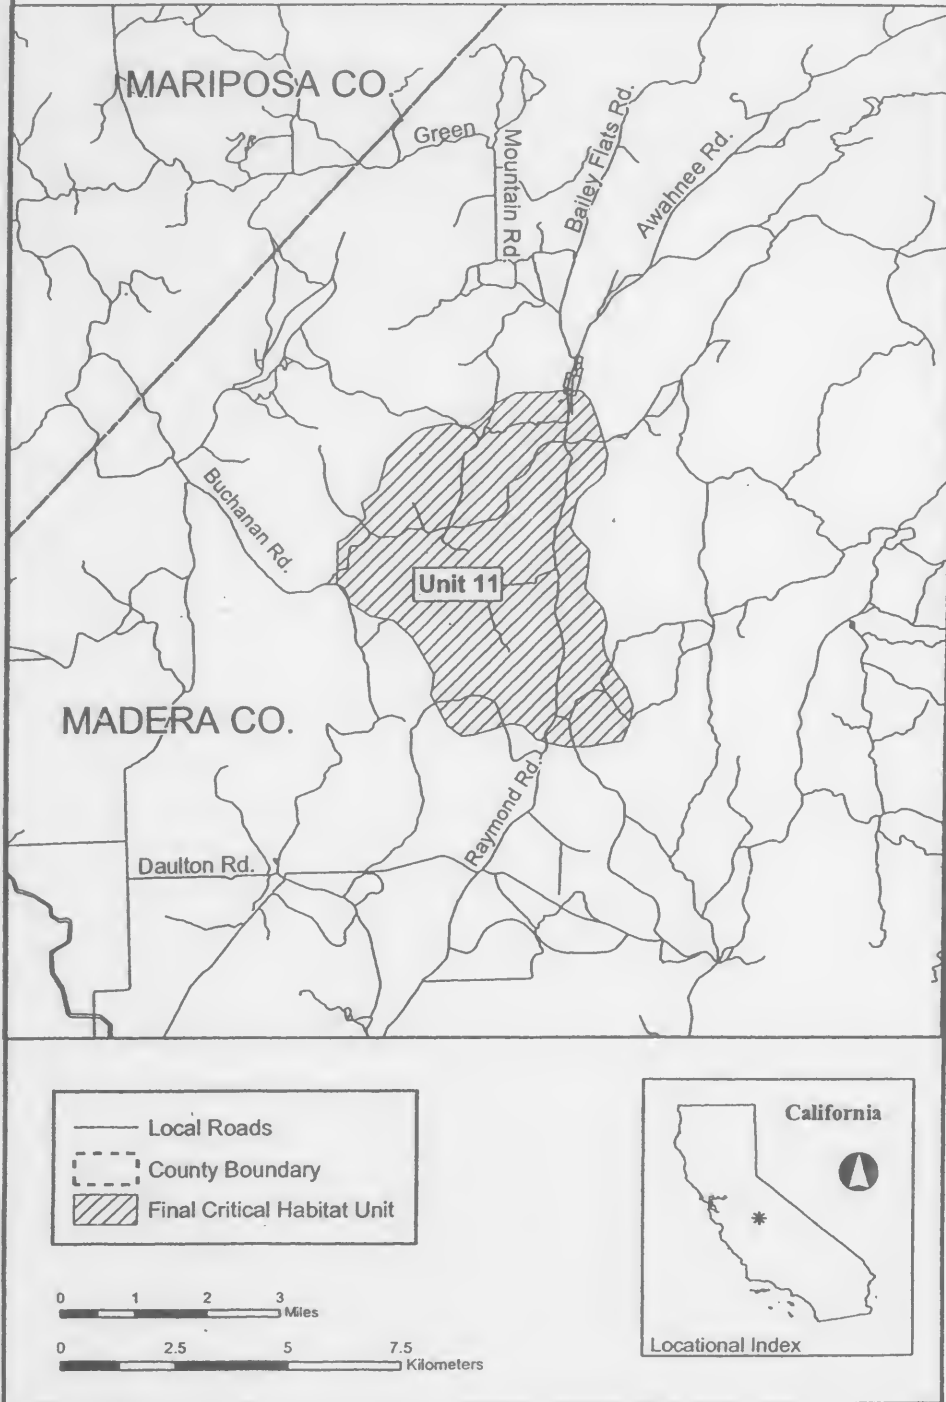 MARIPOSA CO.
Green
Mountain Rd.
Bailey Flats Rd.
Awahnee Rd.
Buchanan Rd.
Unit 11
MADERA CO.
Raymond Rd.
Daulton Rd.
Local Roads
County Boundary
Final Critical Habitat Unit
0 1 2 3
Miles
0 2.5 5 7.5
Kilometers
California
Locational Index